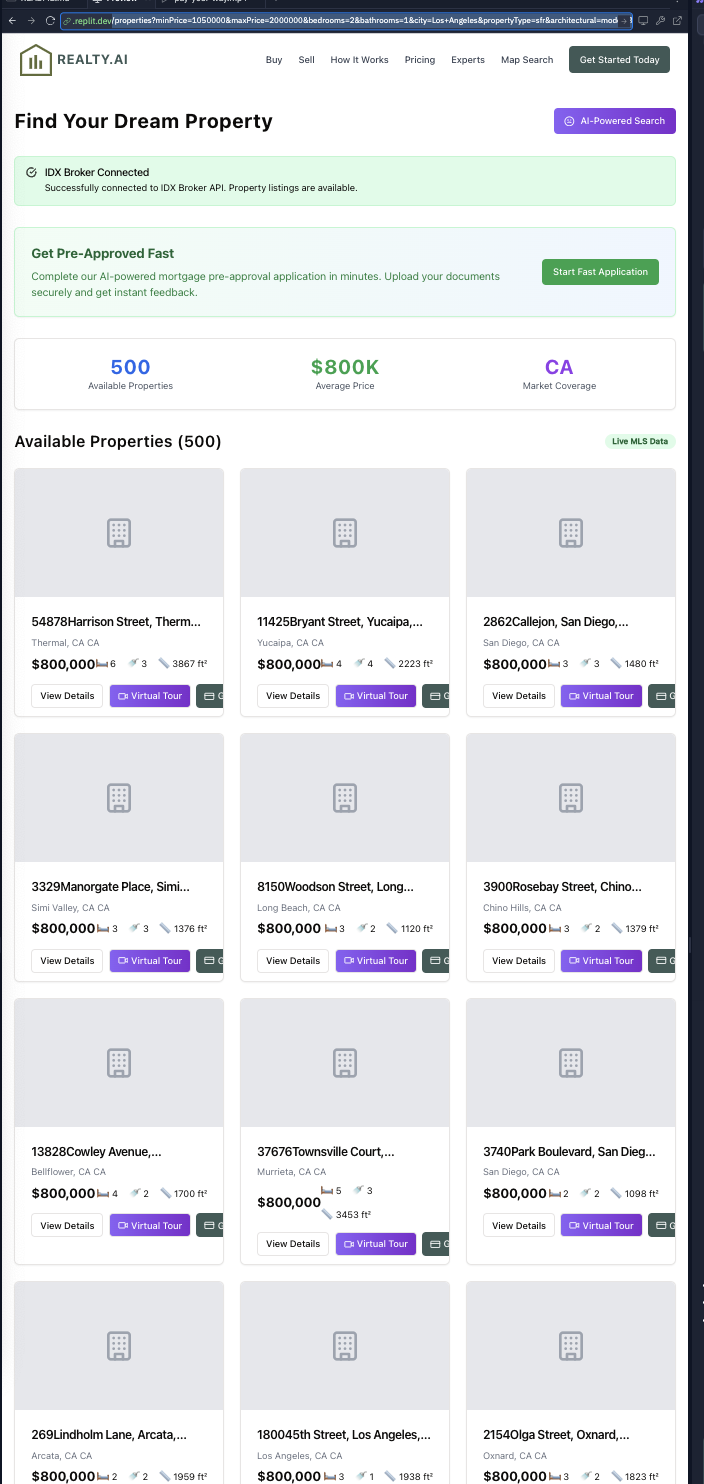 .replit.dev/properties?minPrice=1050000&maxPrice=2000000&bedrooms=2&bathrooms=1&city=Los+Angeles&propertyType=sfr&architectural=mod
REALTY.AI
Buy
Sell
How It Works
Pricing
Experts
Map Search
Get Started Today
Find Your Dream Property
AI-Powered Search
IDX Broker Connected
Successfully connected to IDX Broker API. Property listings are available.
Get Pre-Approved Fast
Complete our AI-powered mortgage pre-approval application in minutes. Upload your documents
securely and get instant feedback.
Start Fast Application
500
Available Properties
$800K
Average Price
CA
Market Coverage
Available Properties (500)
Live MLS Data
54878Harrison Street, Therm...
Thermal, CA CA
$800,000 6 3 3867 ft²
View Details Virtual Tour G
11425Bryant Street, Yucaipa,...
Yucaipa, CA CA
$800,000 4 4 2223 ft²
View Details Virtual Tour G
2862Callejon, San Diego,...
San Diego, CA CA
$800,000 3 3 1480 ft²
View Details Virtual Tour G
3329Manorgate Place, Simi...
Simi Valley, CA CA
$800,000 3 3 1376 ft²
View Details Virtual Tour G
8150Woodson Street, Long...
Long Beach, CA CA
$800,000 3 2 1120 ft²
View Details Virtual Tour G
3900Rosebay Street, Chino...
Chino Hills, CA CA
$800,000 3 2 1379 ft²
View Details Virtual Tour G
13828Cowley Avenue,...
Bellflower, CA CA
$800,000 4 2 1700 ft²
View Details Virtual Tour G
37676Townsville Court,...
Murrieta, CA CA
$800,000 5 3
3453 ft²
View Details Virtual Tour G
3740Park Boulevard, San Dieg...
San Diego, CA CA
$800,000 2 2 1098 ft²
View Details Virtual Tour G
269Lindholm Lane, Arcata,...
Arcata, CA CA
$800,000 2 2 1959 ft²
180045th Street, Los Angeles,...
Los Angeles, CA CA
$800,000 3 1 1938 ft²
2154Olga Street, Oxnard,...
Oxnard, CA CA
$800,000 3 2 1823 ft²